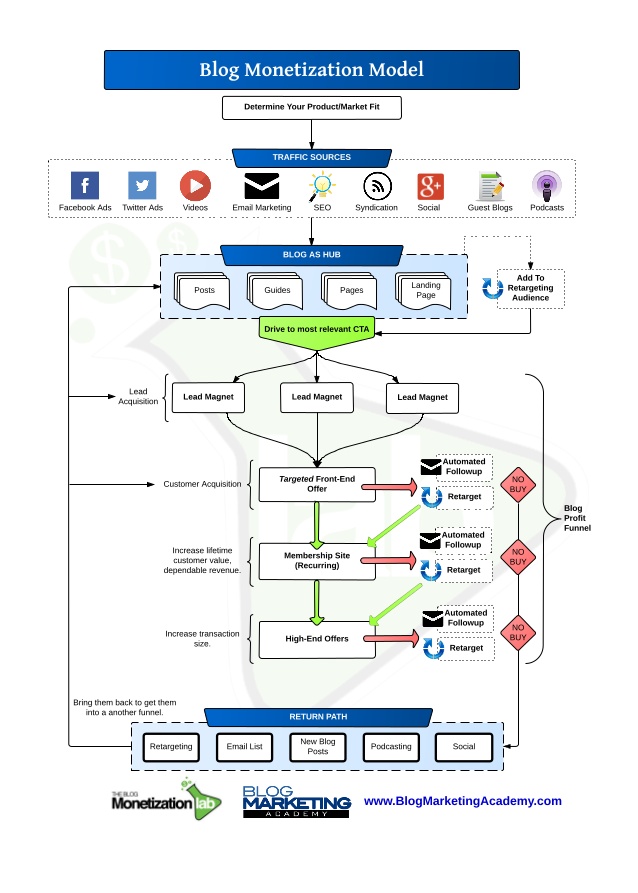 Blog Monetization Model
Determine Your Product/Market Fit
TRAFFIC SOURCES
Facebook Ads
Twitter Ads
Videos
Email Marketing
SEO
Syndication
Social
Guest Blogs
Podcasts
BLOG AS HUB
Posts
Guides
Pages
Landing
Page
Add To
Retargeting
Audience
Drive to most relevant CTA
Lead
Acquisition
Lead Magnet
Lead Magnet
Lead Magnet
Customer Acquisition
Targeted Front-End
Offer
Automated
Followup
Retarget
NO
BUY
Blog
Profit
Funnel
Increase lifetime
customer value,
dependable revenue.
Membership Site
(Recurring)
Automated
Followup
Retarget
NO
BUY
Increase transaction
size.
High-End Offers
Automated
Followup
Retarget
NO
BUY
Bring them back to get them
into a another funnel.
RETURN PATH
Retargeting
Email List
New Blog
Posts
Podcasting
Social
THE BLOG
Monetization lab
BLOG
MARKETING
ACADEMY
www.BlogMarketingAcademy.com